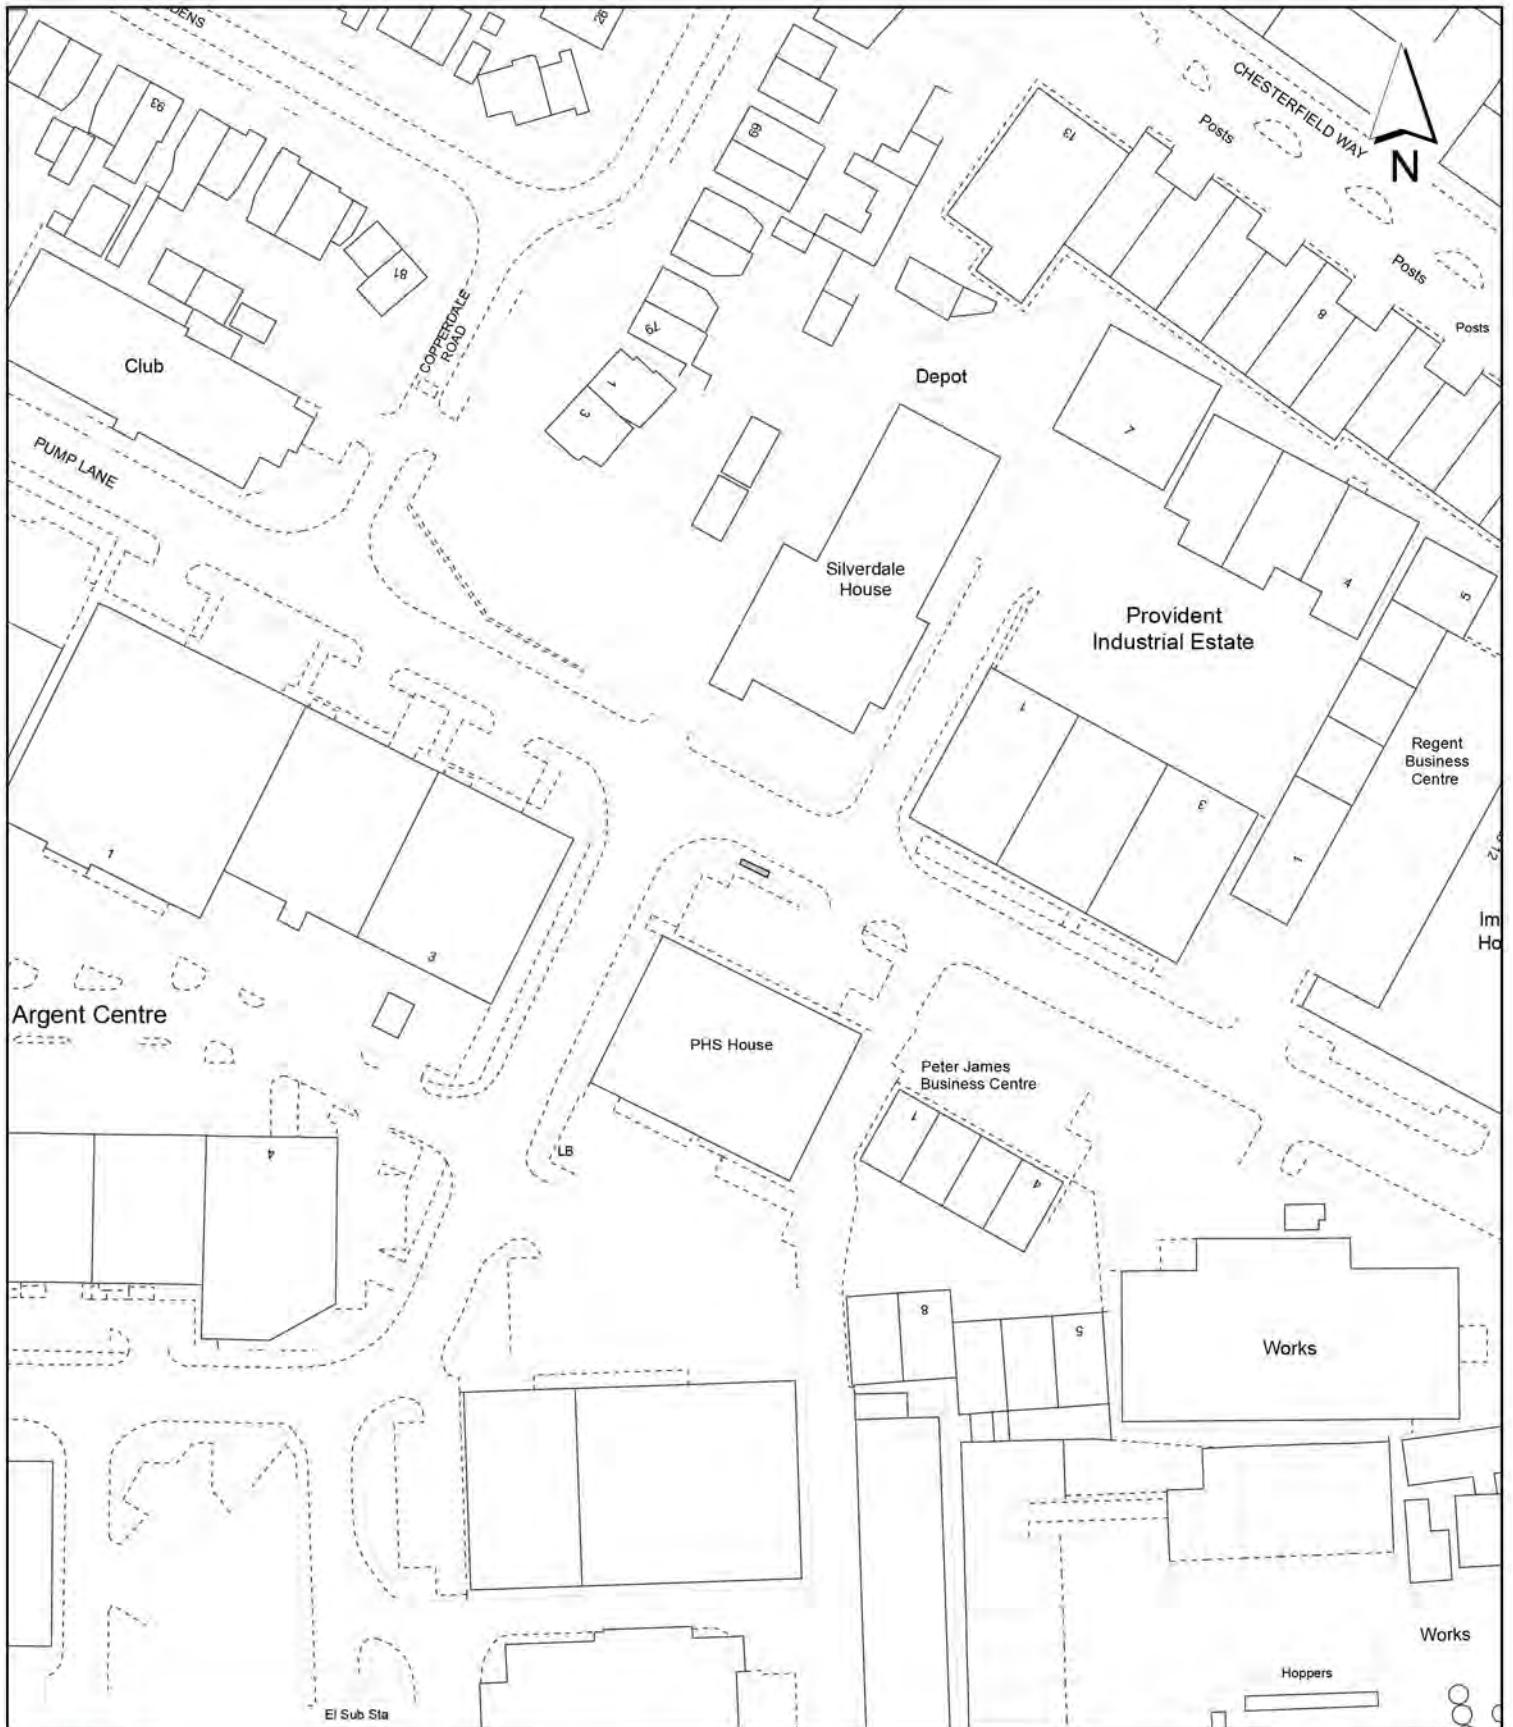 26
CHESTERFIELD WAY
93
Posts
13
69
N
81
Posts
COPPERDALE
ROAD
8
79
Posts
Club
Depot
1
3
7
PUMP LANE
Silverdale
House
4
5
Provident
Industrial Estate
1
Regent
Business
Centre
3
1
1
3
Argent Centre
PHS House
Peter James
Business Centre
1
LB
4
4
8
5
Works
Works
Hoppers
El Sub Sta